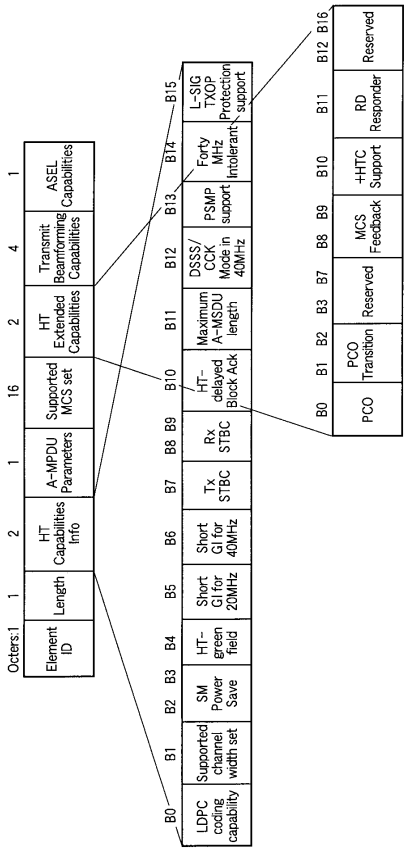 Octers:1 1 2 1 16 2 4 1
Element
ID
Length
HT
Capabilities
Info
A-MPDU
Parameters
Supported
MCS set
HT
Extended
Capabilities
Transmit
Beamforming
Capabilities
ASEL
Capabilities
B0 B1 B2 B3 B4 B5 B6 B7 B8 B9 B10 B11 B12 B13 B14 B15
LDPC
coding
capability
Supported
channel
width set
SM
Power
Save
HT-
green
field
Short
GI for
20MHz
Short
GI for
40MHz
Tx
STBC
Rx
STBC
HT-
delayed
Block Ack
Maximum
A-MSDU
length
DSSS/
CCK
Mode in
40MHz
PSMP
support
Forty
MHz
Intolerant
L-SIG
TXOP
Protection
support
B0 B1 B2 B3 B7 B8 B9 B10 B11 B12 B16
PCO
PCO
Transition
Reserved
MCS
Feedback
+HTC
Support
RD
Responder
Reserved